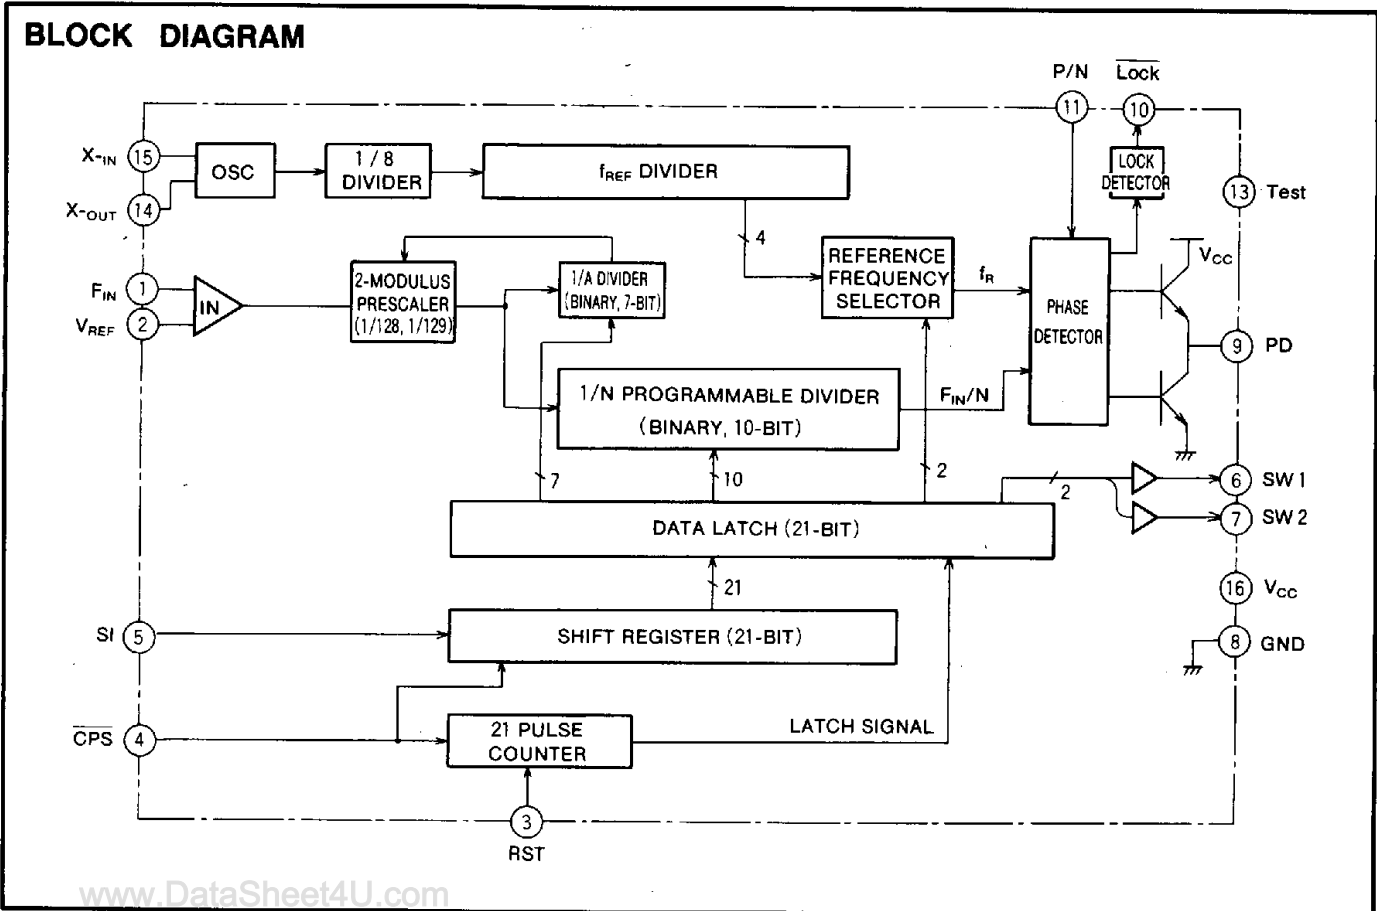 BLOCK DIAGRAM
P/N
Lock
11
10
X-IN
15
OSC
1/8
DIVIDER
fREF DIVIDER
LOCK
DETECTOR
X-OUT
14
13
Test
4
FIN
1
IN
VREF
2
2-MODULUS
PRESCALER
(1/128, 1/129)
1/A DIVIDER
(BINARY, 7-BIT)
REFERENCE
FREQUENCY
SELECTOR
fR
PHASE
DETECTOR
VCC
9
PD
1/N PROGRAMMABLE DIVIDER
(BINARY, 10-BIT)
FIN/N
7
10
2
2
6
SW1
7
SW2
DATA LATCH (21-BIT)
21
16
VCC
SI
5
SHIFT REGISTER (21-BIT)
8
GND
CPS
4
21 PULSE
COUNTER
LATCH SIGNAL
3
RST
www.DataSheet4U.com